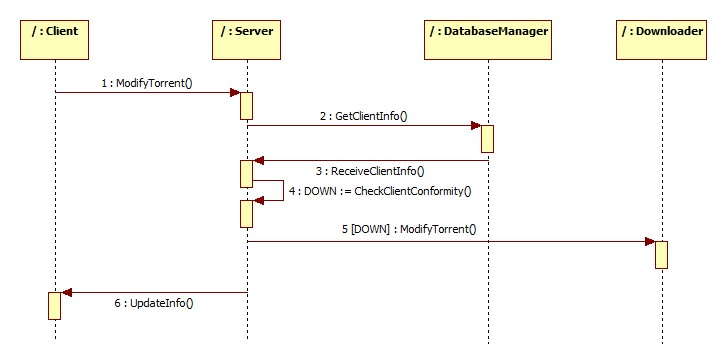 / : Client
/ : Server
/ : DatabaseManager
/ : Downloader
1 : ModifyTorrent()
2 : GetClientInfo()
3 : ReceiveClientInfo()
4 : DOWN := CheckClientConformity()
5 [DOWN] : ModifyTorrent()
6 : UpdateInfo()